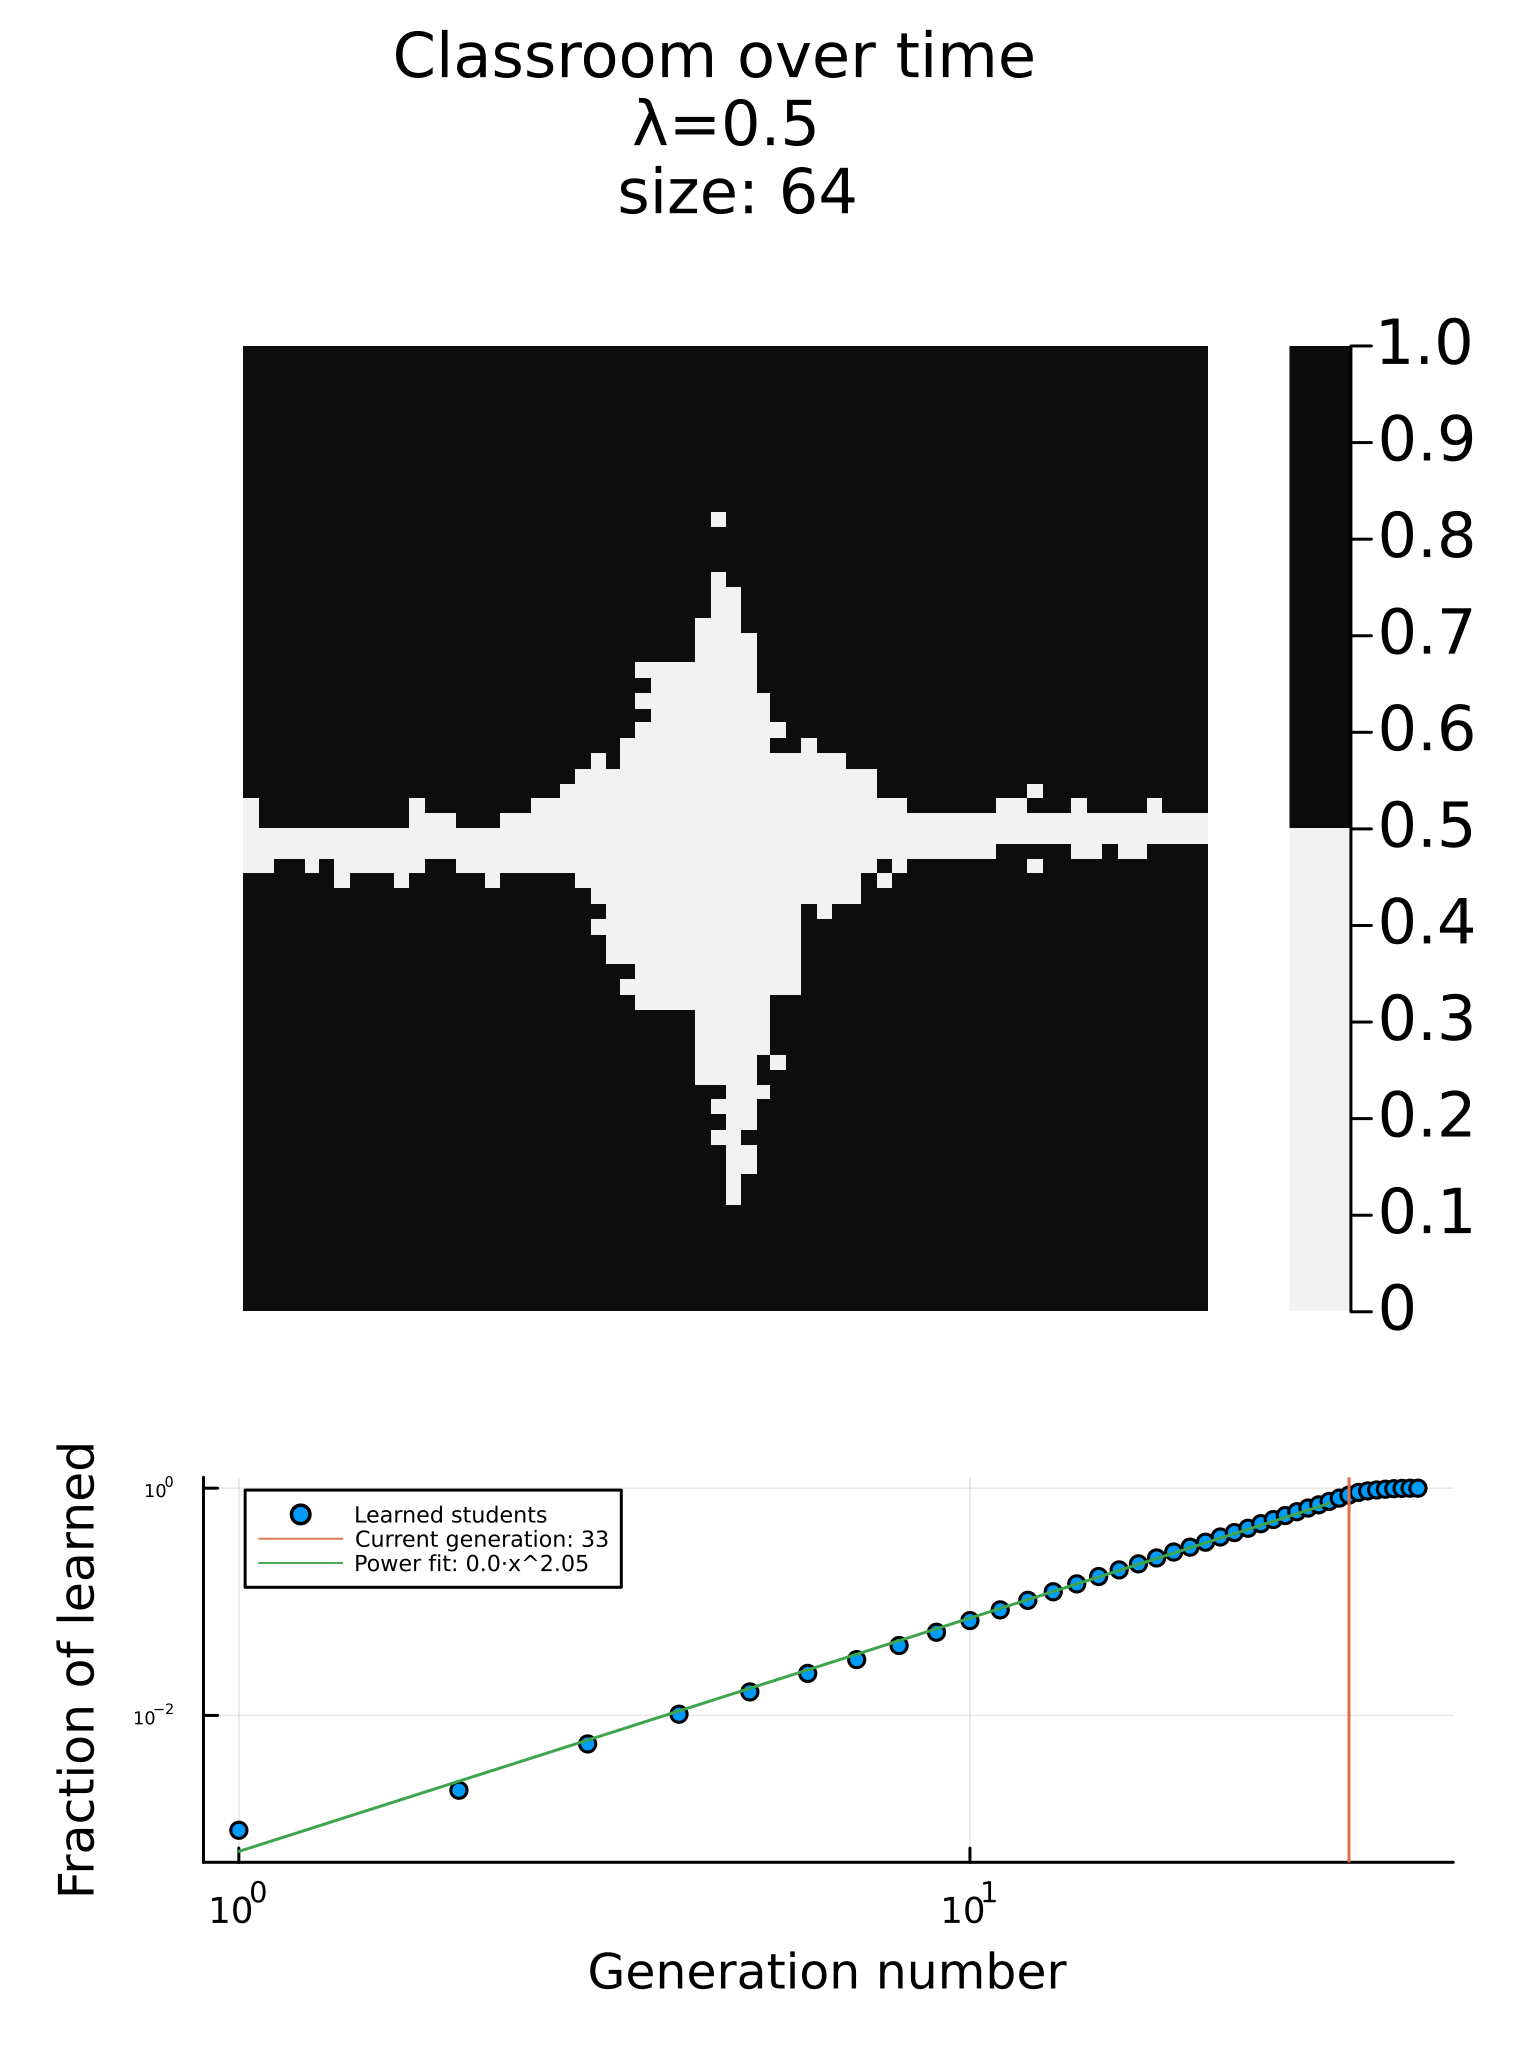 Classroom over time
λ=0.5
size: 64
1.0
0.9
0.8
0.7
0.6
0.5
0.4
0.3
0.2
0.1
0
Fraction of learned
10^0
10^-2
Learned students
Current generation: 33
Power fit: 0.0·x^2.05
10^0
10^1
Generation number